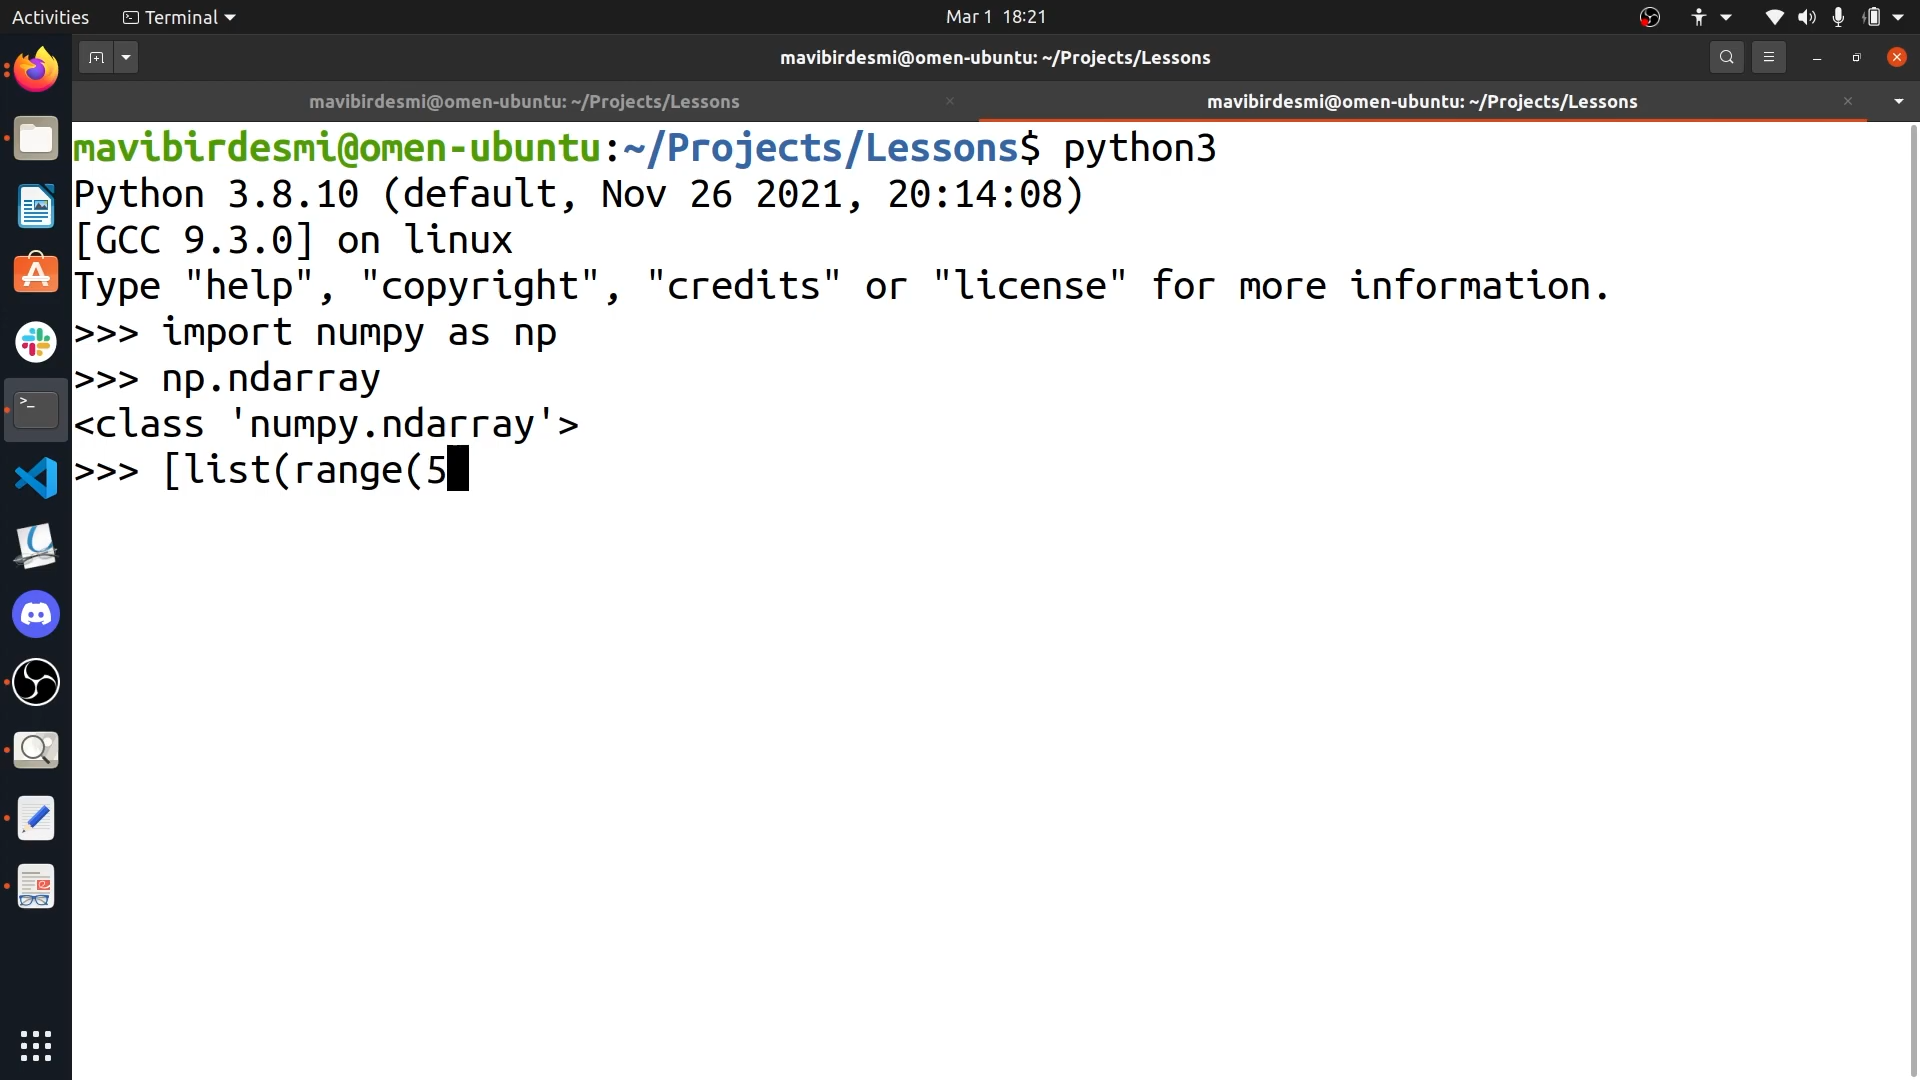 Activities Terminal Mar 1 18:21
mavibirdesmi@omen-ubuntu: ~/Projects/Lessons
mavibirdesmi@omen-ubuntu: ~/Projects/Lessons mavibirdesmi@omen-ubuntu: ~/Projects/Lessons
mavibirdesmi@omen-ubuntu:~/Projects/Lessons$ python3
Python 3.8.10 (default, Nov 26 2021, 20:14:08)
[GCC 9.3.0] on linux
Type "help", "copyright", "credits" or "license" for more information.
>>> import numpy as np
>>> np.ndarray
<class 'numpy.ndarray'>
>>> [list(range(5